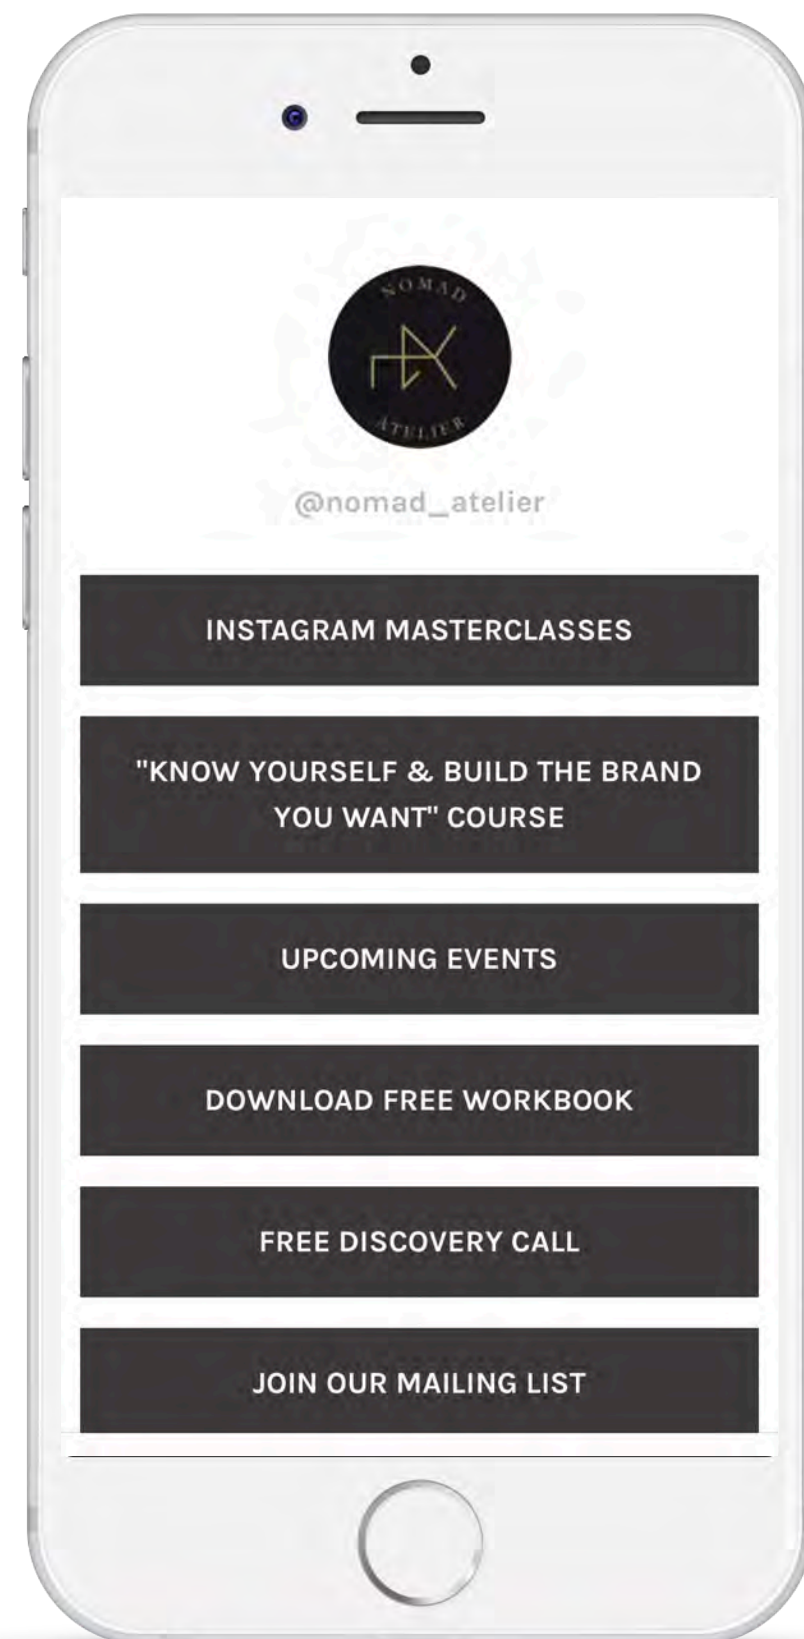 NOMAD
ATELIER
@nomad_atelier
INSTAGRAM MASTERCLASSES
"KNOW YOURSELF & BUILD THE BRAND
YOU WANT" COURSE
UPCOMING EVENTS
DOWNLOAD FREE WORKBOOK
FREE DISCOVERY CALL
JOIN OUR MAILING LIST